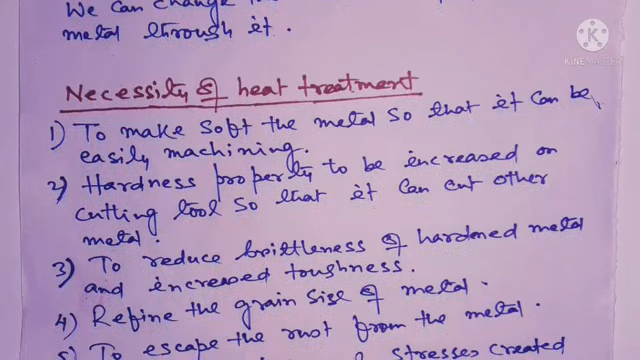 We can change
metal through it.
KINEMASTER
Necessity of heat treatment
1) To make soft the metal so that it can be
easily machining.
2) Hardness property to be increased on
cutting tool so that it can cut other
metal.
3) To reduce brittleness of hardened metal
and increased toughness.
4) Refine the grain size of metal.
5) To escape the rust from the metal.
stresses created